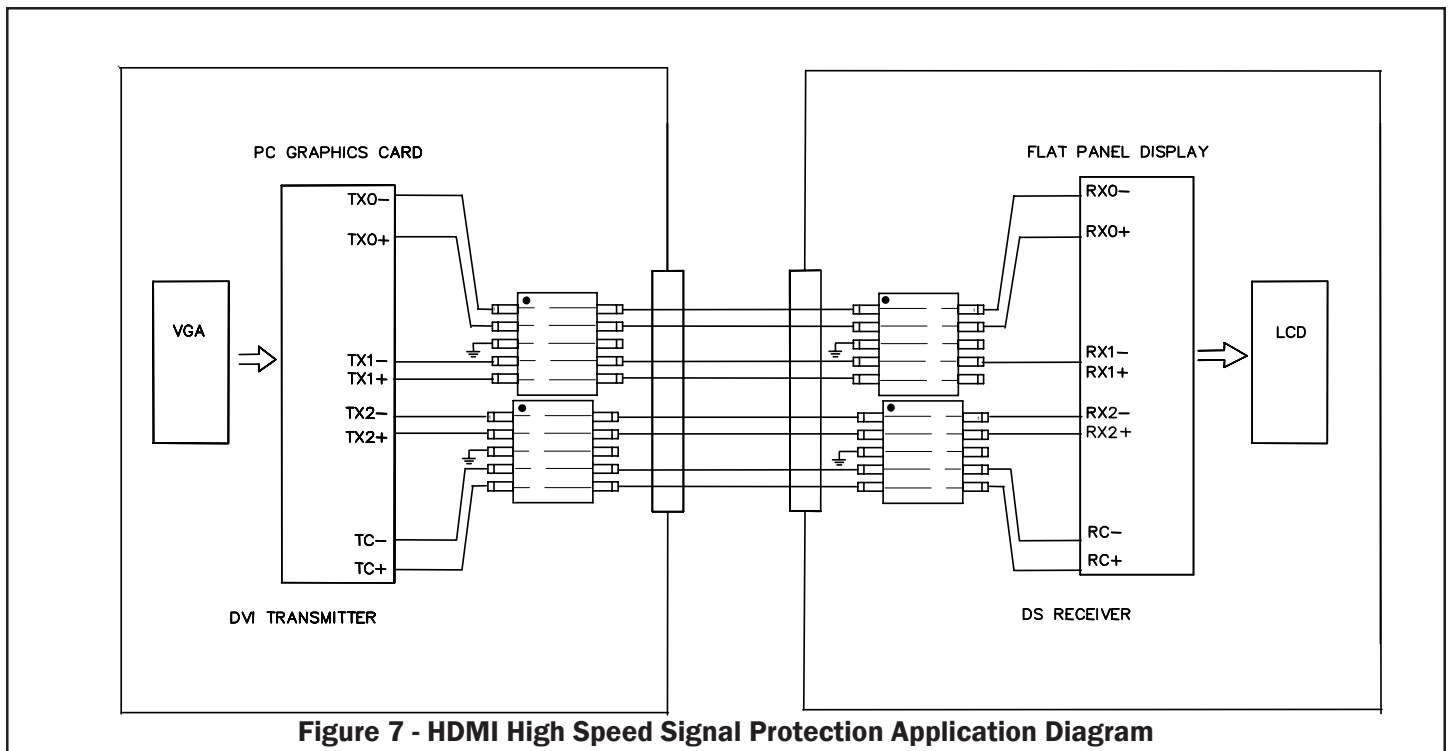 PC GRAPHICS CARD
FLAT PANEL DISPLAY
TX0-
TX0+
TX1-
TX1+
TX2-
TX2+
TC-
TC+
VGA
RX0-
RX0+
RX1-
RX1+
RX2-
RX2+
RC-
RC+
LCD
DVI TRANSMITTER
DS RECEIVER
Figure 7 - HDMI High Speed Signal Protection Application Diagram